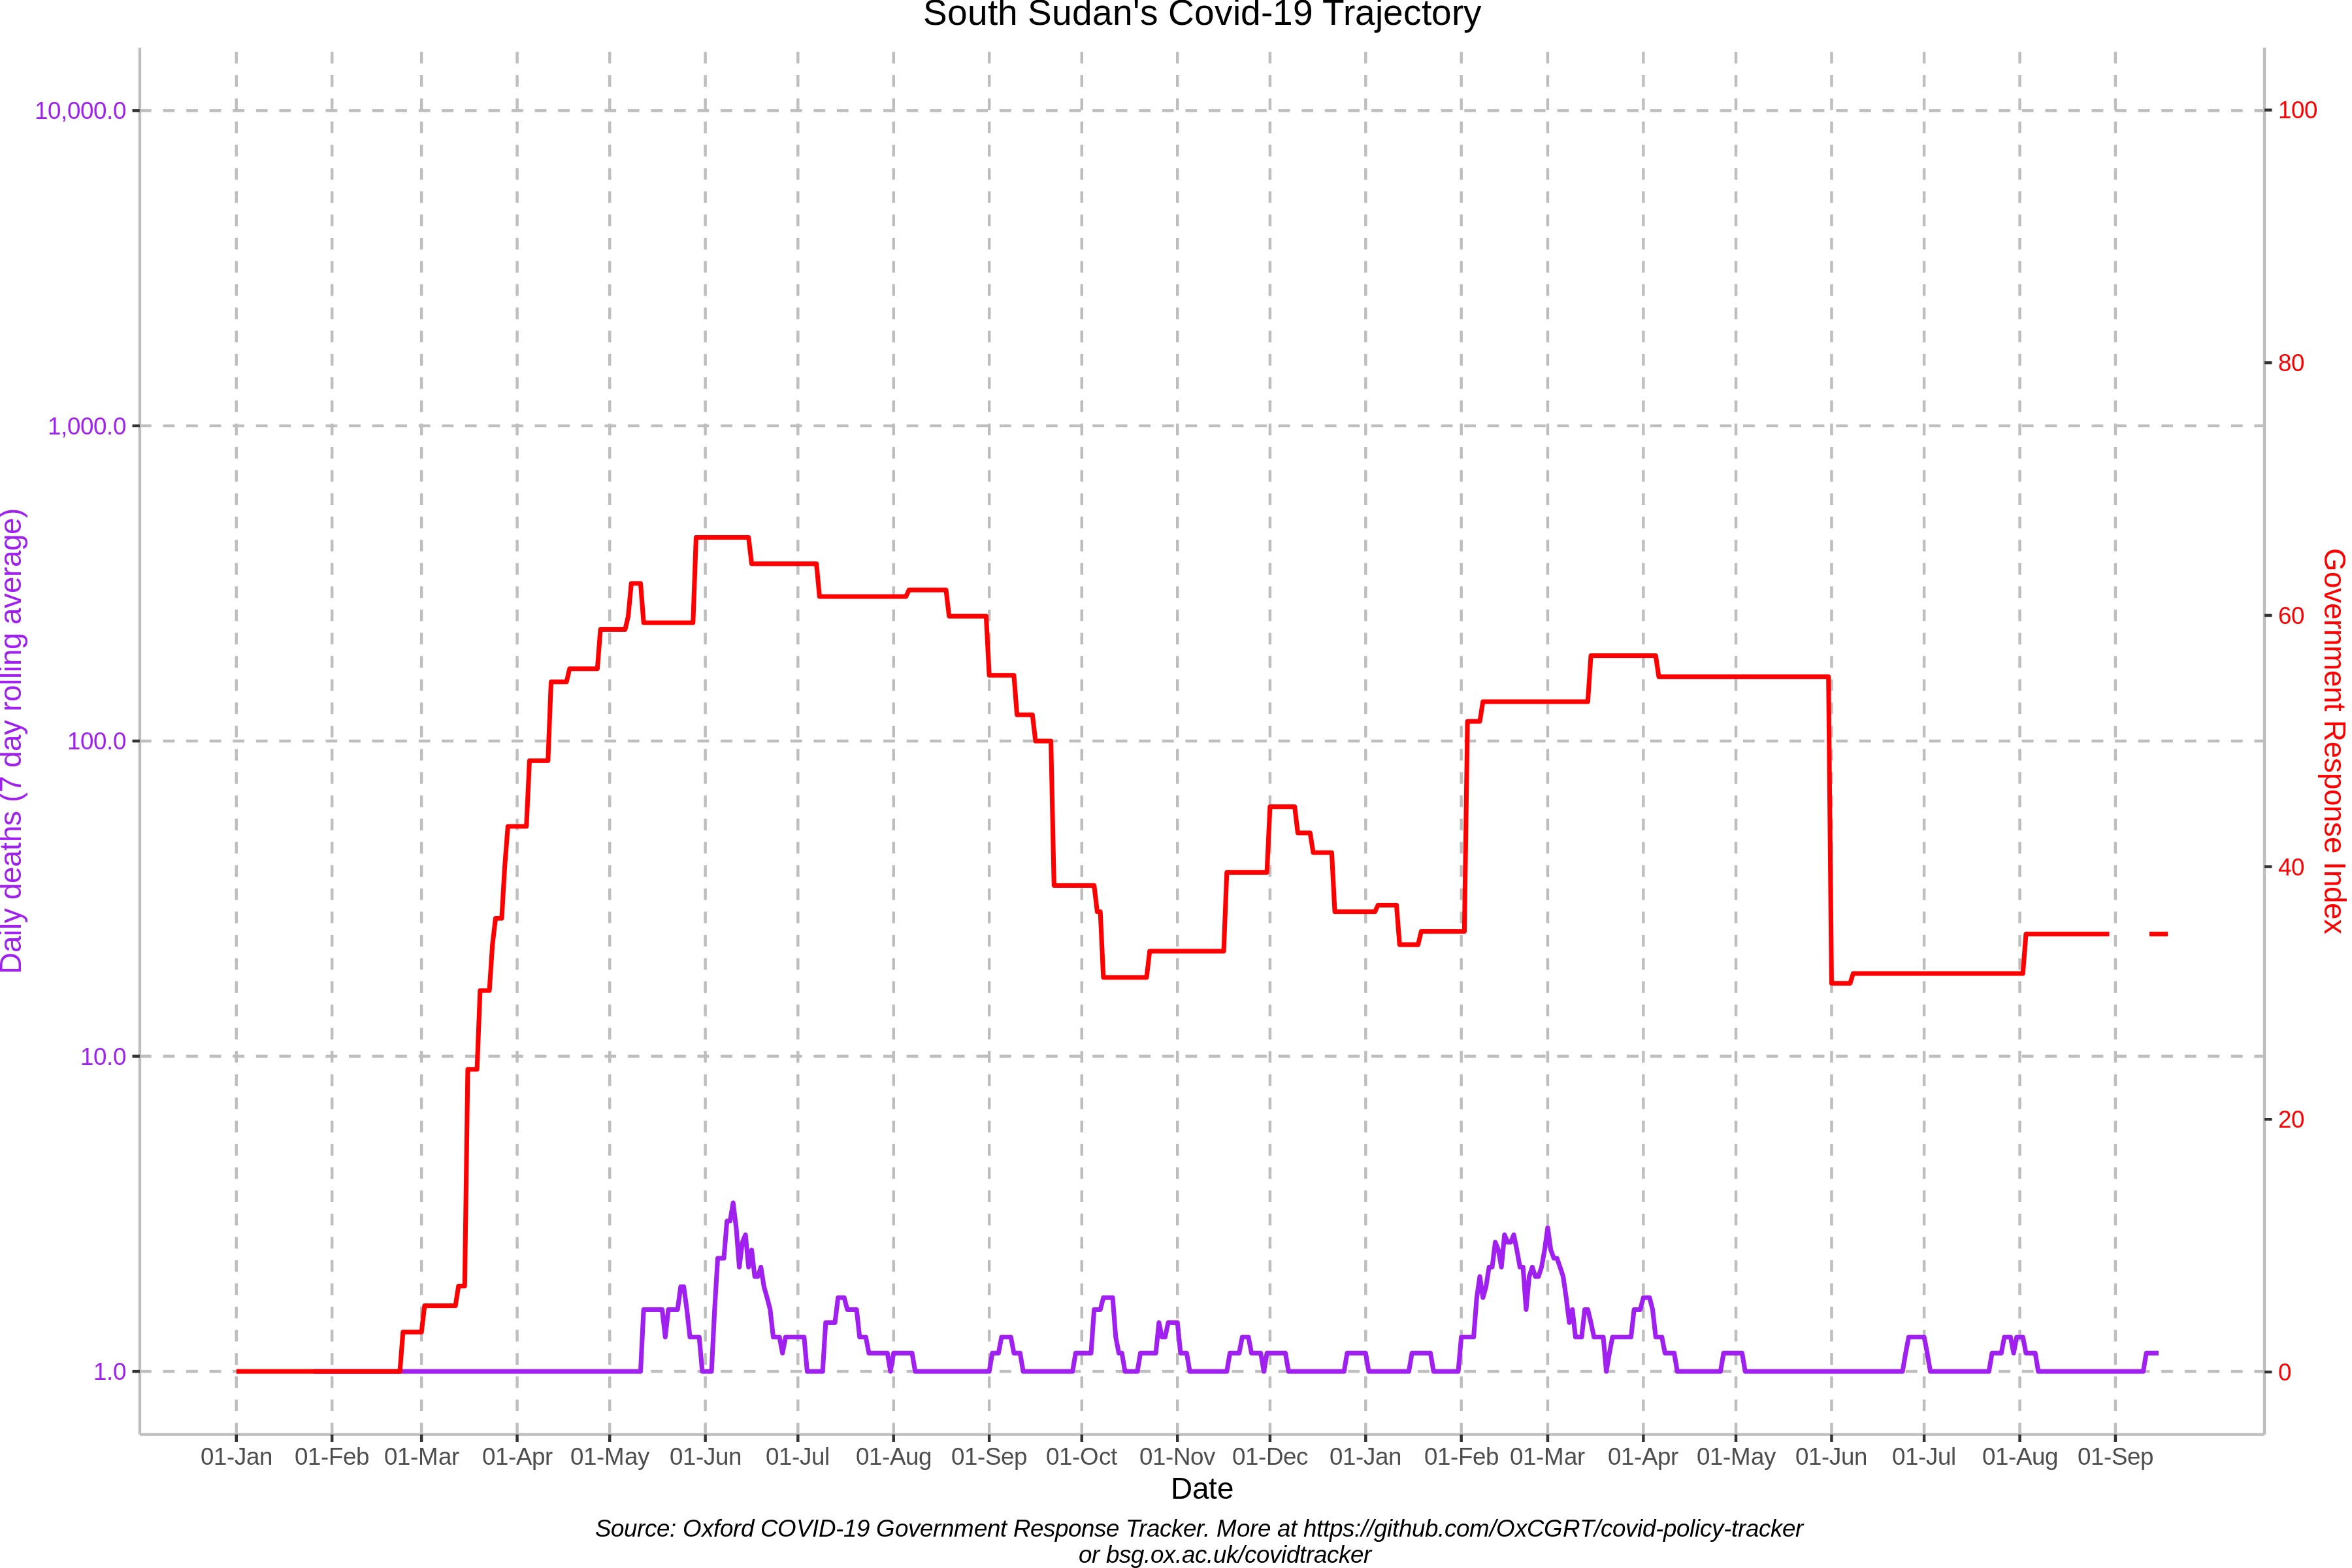 South Sudan's Covid-19 Trajectory
10,000.0
1,000.0
100.0
10.0
1.0
Daily deaths (7 day rolling average)
100
80
60
40
20
0
Government Response Index
01-Jan 01-Feb 01-Mar 01-Apr 01-May 01-Jun 01-Jul 01-Aug 01-Sep 01-Oct 01-Nov 01-Dec 01-Jan 01-Feb 01-Mar 01-Apr 01-May 01-Jun 01-Jul 01-Aug 01-Sep
Date
Source: Oxford COVID-19 Government Response Tracker. More at https://github.com/OxCGRT/covid-policy-tracker
or bsg.ox.ac.uk/covidtracker